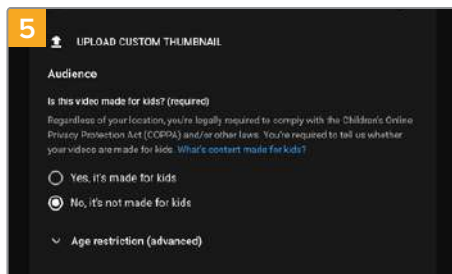 5
UPLOAD CUSTOM THUMBNAIL
Audience
Is this video made for kids? (required)
Regardless of your location, you're legally required to comply with the Children's Online
Privacy Protection Act (COPPA) and/or other laws. You're required to tell us whether
your videos are made for kids. What's content made for kids?
Yes, it's made for kids
No, it's not made for kids
Age restriction (advanced)